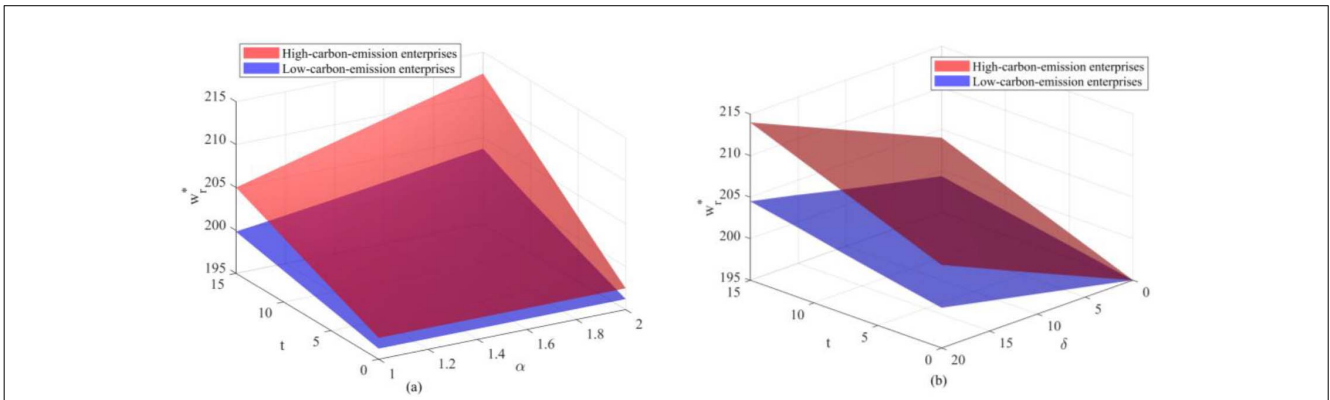 High-carbon-emission enterprises
Low-carbon-emission enterprises
215
210
205
200
195
w_r^*
15
10
5
0
t
1
1.2
1.4
1.6
1.8
2
α
(a)
High-carbon-emission enterprises
Low-carbon-emission enterprises
215
210
205
200
195
w_r^*
15
10
5
0
t
20
15
10
5
0
δ
(b)